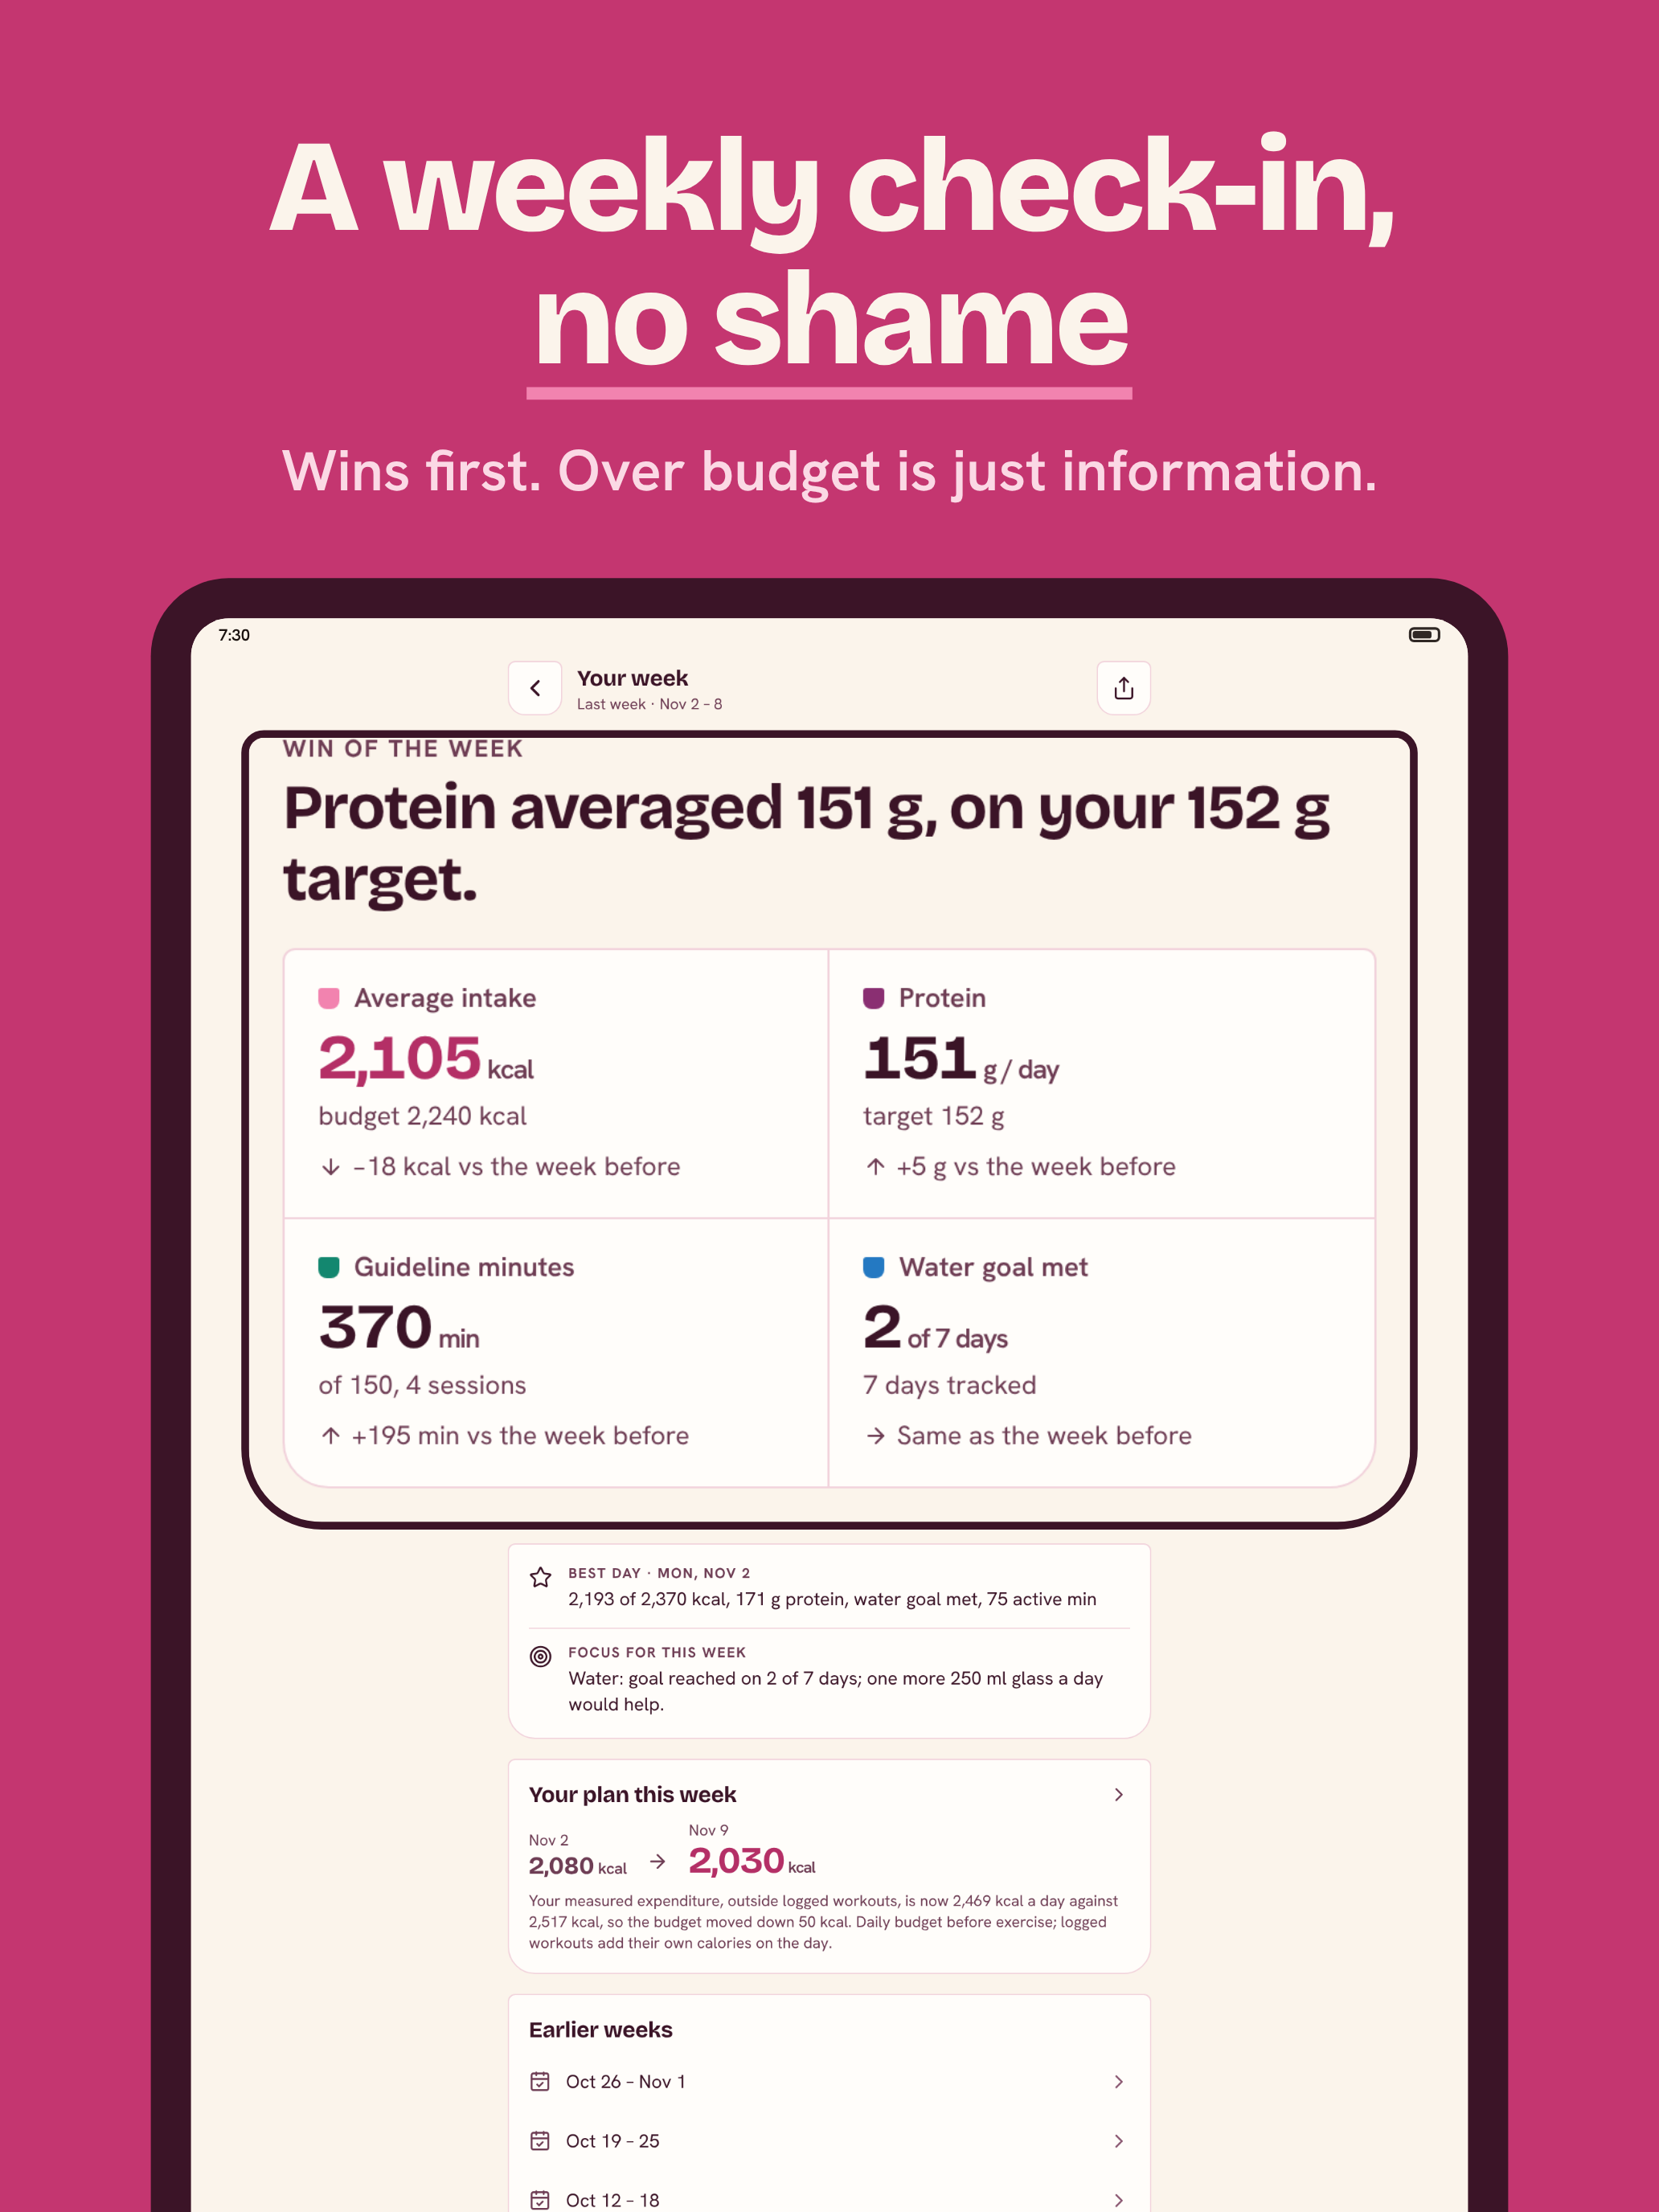 A weekly check-in,
no shame
Wins first. Over budget is just information.
7:30
Your week
Last week · Nov 2 – 8
WIN OF THE WEEK
Protein averaged 151 g, on your 152 g
target.
Average intake
2,105 kcal
budget 2,240 kcal
↓ −18 kcal vs the week before
Protein
151 g / day
target 152 g
↑ +5 g vs the week before
Guideline minutes
370 min
of 150, 4 sessions
↑ +195 min vs the week before
Water goal met
2 of 7 days
7 days tracked
→ Same as the week before
BEST DAY · MON, NOV 2
2,193 of 2,370 kcal, 171 g protein, water goal met, 75 active min
FOCUS FOR THIS WEEK
Water: goal reached on 2 of 7 days; one more 250 ml glass a day
would help.
Your plan this week
Nov 2
2,080 kcal
→
Nov 9
2,030 kcal
Your measured expenditure, outside logged workouts, is now 2,469 kcal a day against
2,517 kcal, so the budget moved down 50 kcal. Daily budget before exercise; logged
workouts add their own calories on the day.
Earlier weeks
Oct 26 – Nov 1
Oct 19 – 25
Oct 12 – 18